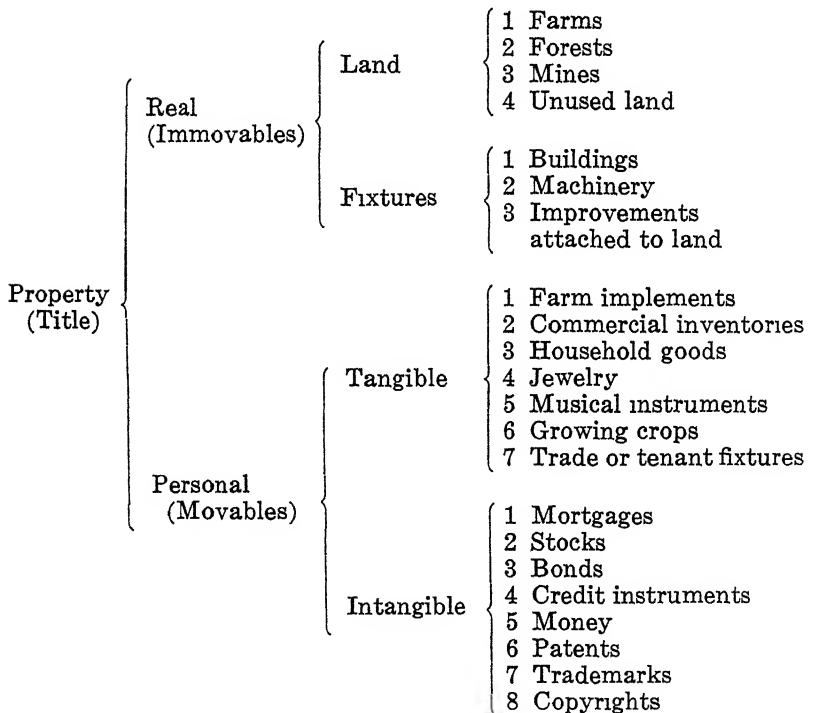 Property
(Title)
Real
(Immovables)
Land
1 Farms
2 Forests
3 Mines
4 Unused land
Fixtures
1 Buildings
2 Machinery
3 Improvements
attached to land
Personal
(Movables)
Tangible
1 Farm implements
2 Commercial inventories
3 Household goods
4 Jewelry
5 Musical instruments
6 Growing crops
7 Trade or tenant fixtures
Intangible
1 Mortgages
2 Stocks
3 Bonds
4 Credit instruments
5 Money
6 Patents
7 Trademarks
8 Copyrights